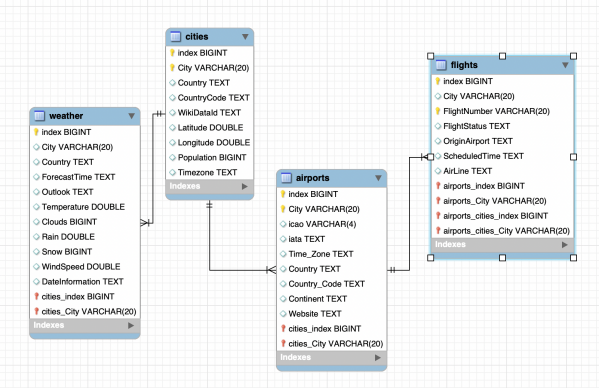 cities
index BIGINT
City VARCHAR(20)
Country TEXT
CountryCode TEXT
WikiDataId TEXT
Latitude DOUBLE
Longitude DOUBLE
Population BIGINT
Timezone TEXT
Indexes
weather
index BIGINT
City VARCHAR(20)
Country TEXT
ForecastTime TEXT
Outlook TEXT
Temperature DOUBLE
Clouds BIGINT
Rain DOUBLE
Snow BIGINT
WindSpeed DOUBLE
DateInformation TEXT
cities_index BIGINT
cities_City VARCHAR(20)
Indexes
airports
index BIGINT
City VARCHAR(20)
icao VARCHAR(4)
iata TEXT
Time_Zone TEXT
Country TEXT
Country_Code TEXT
Continent TEXT
Website TEXT
cities_index BIGINT
cities_City VARCHAR(20)
Indexes
flights
index BIGINT
City VARCHAR(20)
FlightNumber VARCHAR(20)
FlightStatus TEXT
OriginAirport TEXT
ScheduledTime TEXT
AirLine TEXT
airports_index BIGINT
airports_City VARCHAR(20)
airports_cities_index BIGINT
airports_cities_City VARCHAR(20)
Indexes